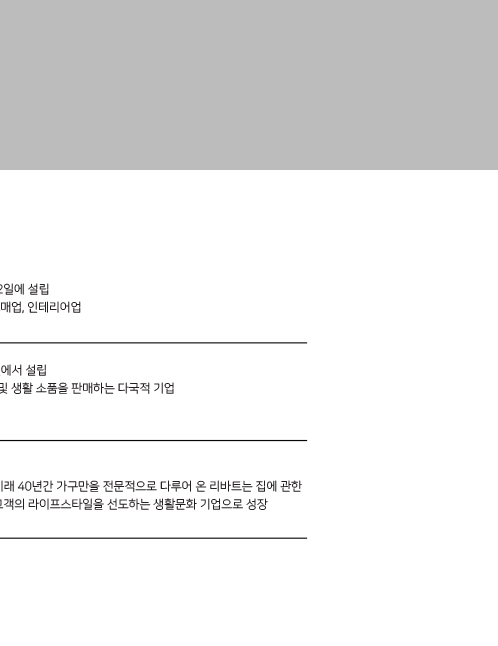 2일에 설립
매업, 인테리어업
에서 설립
및 생활 소품을 판매하는 다국적 기업
이래 40년간 가구만을 전문적으로 다루어 온 리바트는 집에 관한
고객의 라이프스타일을 선도하는 생활문화 기업으로 성장